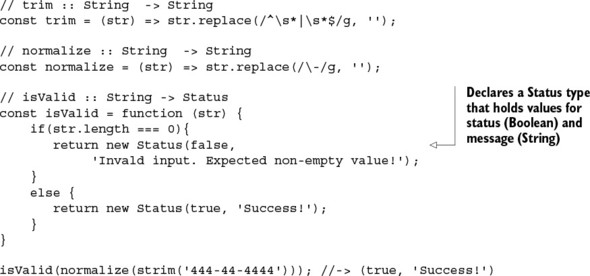 // trim :: String  -> String
const trim = (str) => str.replace(/^\s*|\s*$/g, '');
// normalize :: String  -> String
const normalize = (str) => str.replace(/\-/g, '');
// isValid :: String -> Status
const isValid = function (str) {
    if(str.length === 0){
        return new Status(false,
            'Invald input. Expected non-empty value!');
    }
    else {
        return new Status(true, 'Success!');
    }
}
isValid(normalize(strim('444-44-4444'))); //-> (true, 'Success!')
Declares a Status type
that holds values for
status (Boolean) and
message (String)